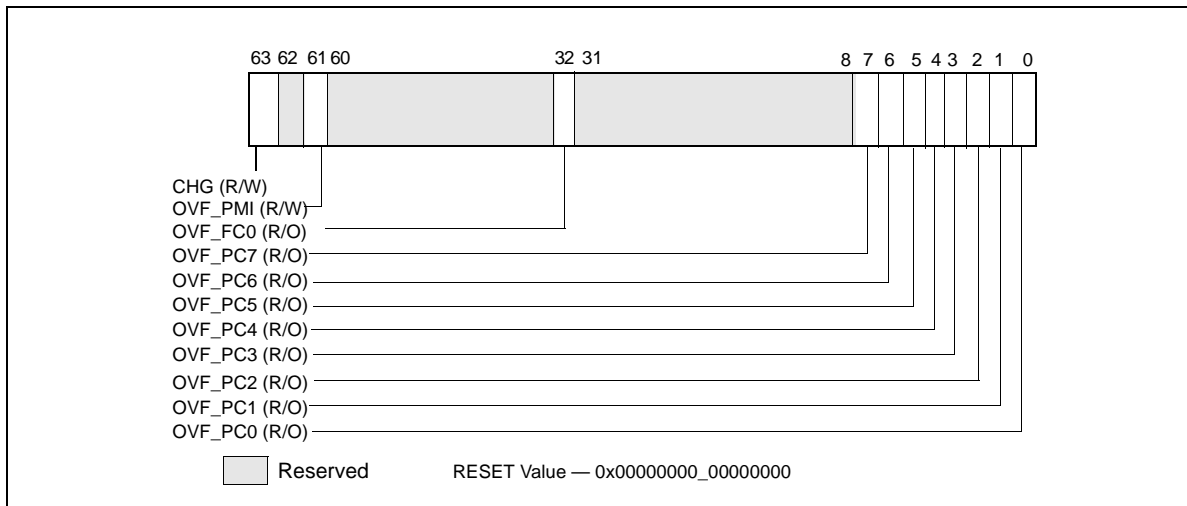 63 62 61 60 32 31 8 7 6 5 4 3 2 1 0
CHG (R/W)
OVF_PMI (R/W)
OVF_FC0 (R/O)
OVF_PC7 (R/O)
OVF_PC6 (R/O)
OVF_PC5 (R/O)
OVF_PC4 (R/O)
OVF_PC3 (R/O)
OVF_PC2 (R/O)
OVF_PC1 (R/O)
OVF_PC0 (R/O)
Reserved RESET Value — 0x00000000_00000000